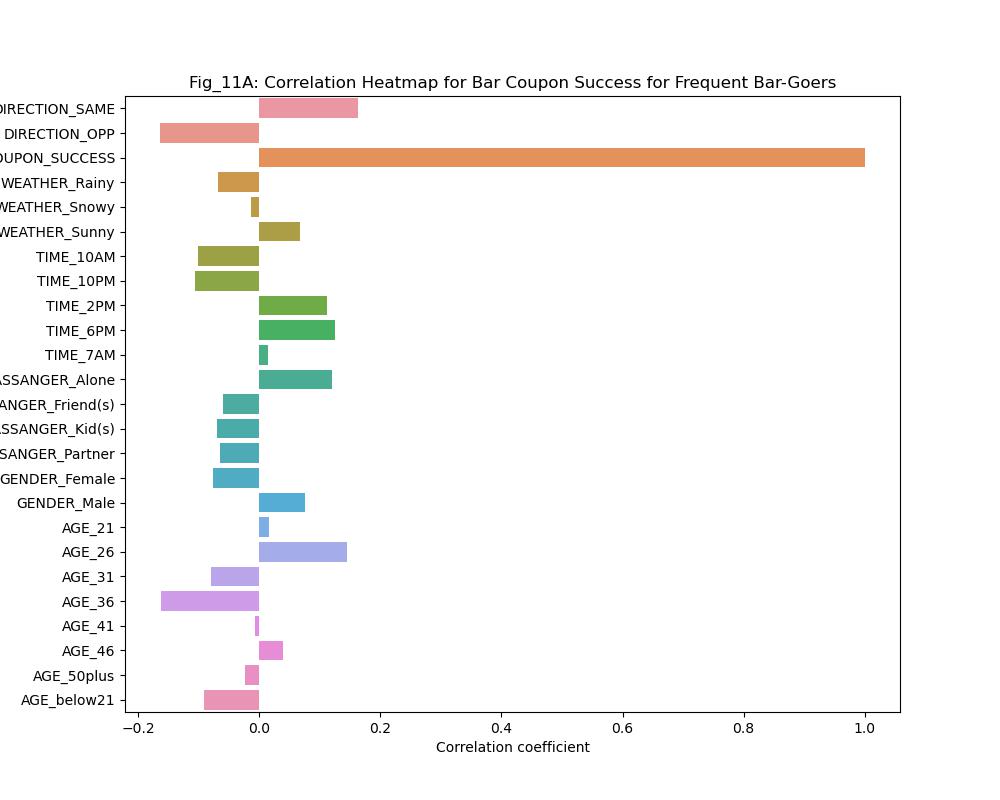 Fig_11A: Correlation Heatmap for Bar Coupon Success for Frequent Bar-Goers
DIRECTION_SAME
DIRECTION_OPP
OUPON_SUCCESS
WEATHER_Rainy
WEATHER_Snowy
WEATHER_Sunny
TIME_10AM
TIME_10PM
TIME_2PM
TIME_6PM
TIME_7AM
ASSANGER_Alone
ANGER_Friend(s)
ASSANGER_Kid(s)
SANGER_Partner
GENDER_Female
GENDER_Male
AGE_21
AGE_26
AGE_31
AGE_36
AGE_41
AGE_46
AGE_50plus
AGE_below21
−0.2 0.0 0.2 0.4 0.6 0.8 1.0
Correlation coefficient